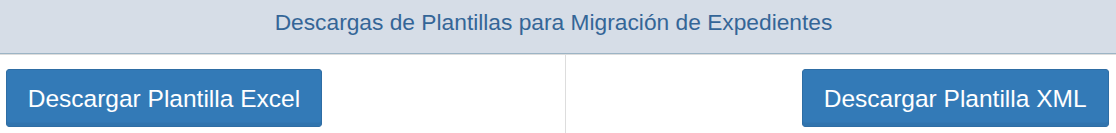 Descargas de Plantillas para Migración de Expedientes
Descargar Plantilla Excel
Descargar Plantilla XML